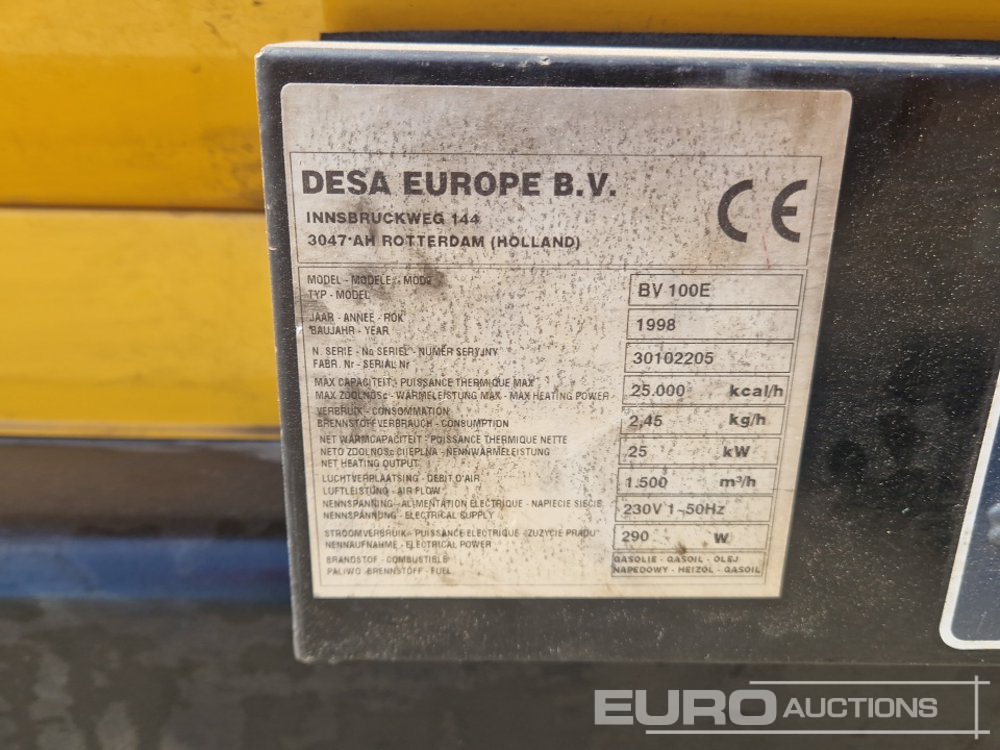 DESA EUROPE B.V.
INNSBRUCKWEG 144
3047 AH ROTTERDAM (HOLLAND)
CE
MODEL - MODELE - MOD
TYP - MODEL
BV 100E
JAAR - ANNEE - ROK
BAUJAHR - YEAR
1998
N. SERIE - No SERIEL - NUMER SERYJNY
FABR. Nr - SERIAL Nr
30102205
MAX CAPACITEIT - PUISSANCE THERMIQUE MAX
MAX ZDOLNOSc - WARMELEISTUNG MAX - MAX HEATING POWER
25.000 kcal/h
VERBRUIK - CONSOMMATION
BRENNSTOFFVERBRAUCH - CONSUMPTION
2,45 kg/h
NET WARMCAPACITEIT - PUISSANCE THERMIQUE NETTE
NETO ZDOLNOSc CIIEPLNA - NENNWARMELEISTUNG
NET HEATING OUTPUT
25 kW
LUCHTVERPLAATSING - DEBIT D'AIR
LUFTLEISTUNG - AIR FLOW
1.500 m³/h
NENNSPANNING - ALIMENTATION ELECTRIQUE - NAPIECIE SIECIE
NENNSPANNUNG - ELECTRICAL SUPPLY
230V 1~50Hz
STROOMVERBRUIK - PUISSANCE ELECTRIQUE - ZUZYCIE PRADU
NENNAUFNAHME - ELECTRICAL POWER
290 W
BRANDSTOF - COMBUSTIBLE
PALIWO - BRENNSTOFF - FUEL
GASOLIE - GASOIL - OLEJ
NAPEDOWY - HEIZOL - GASOIL
EURO AUCTIONS